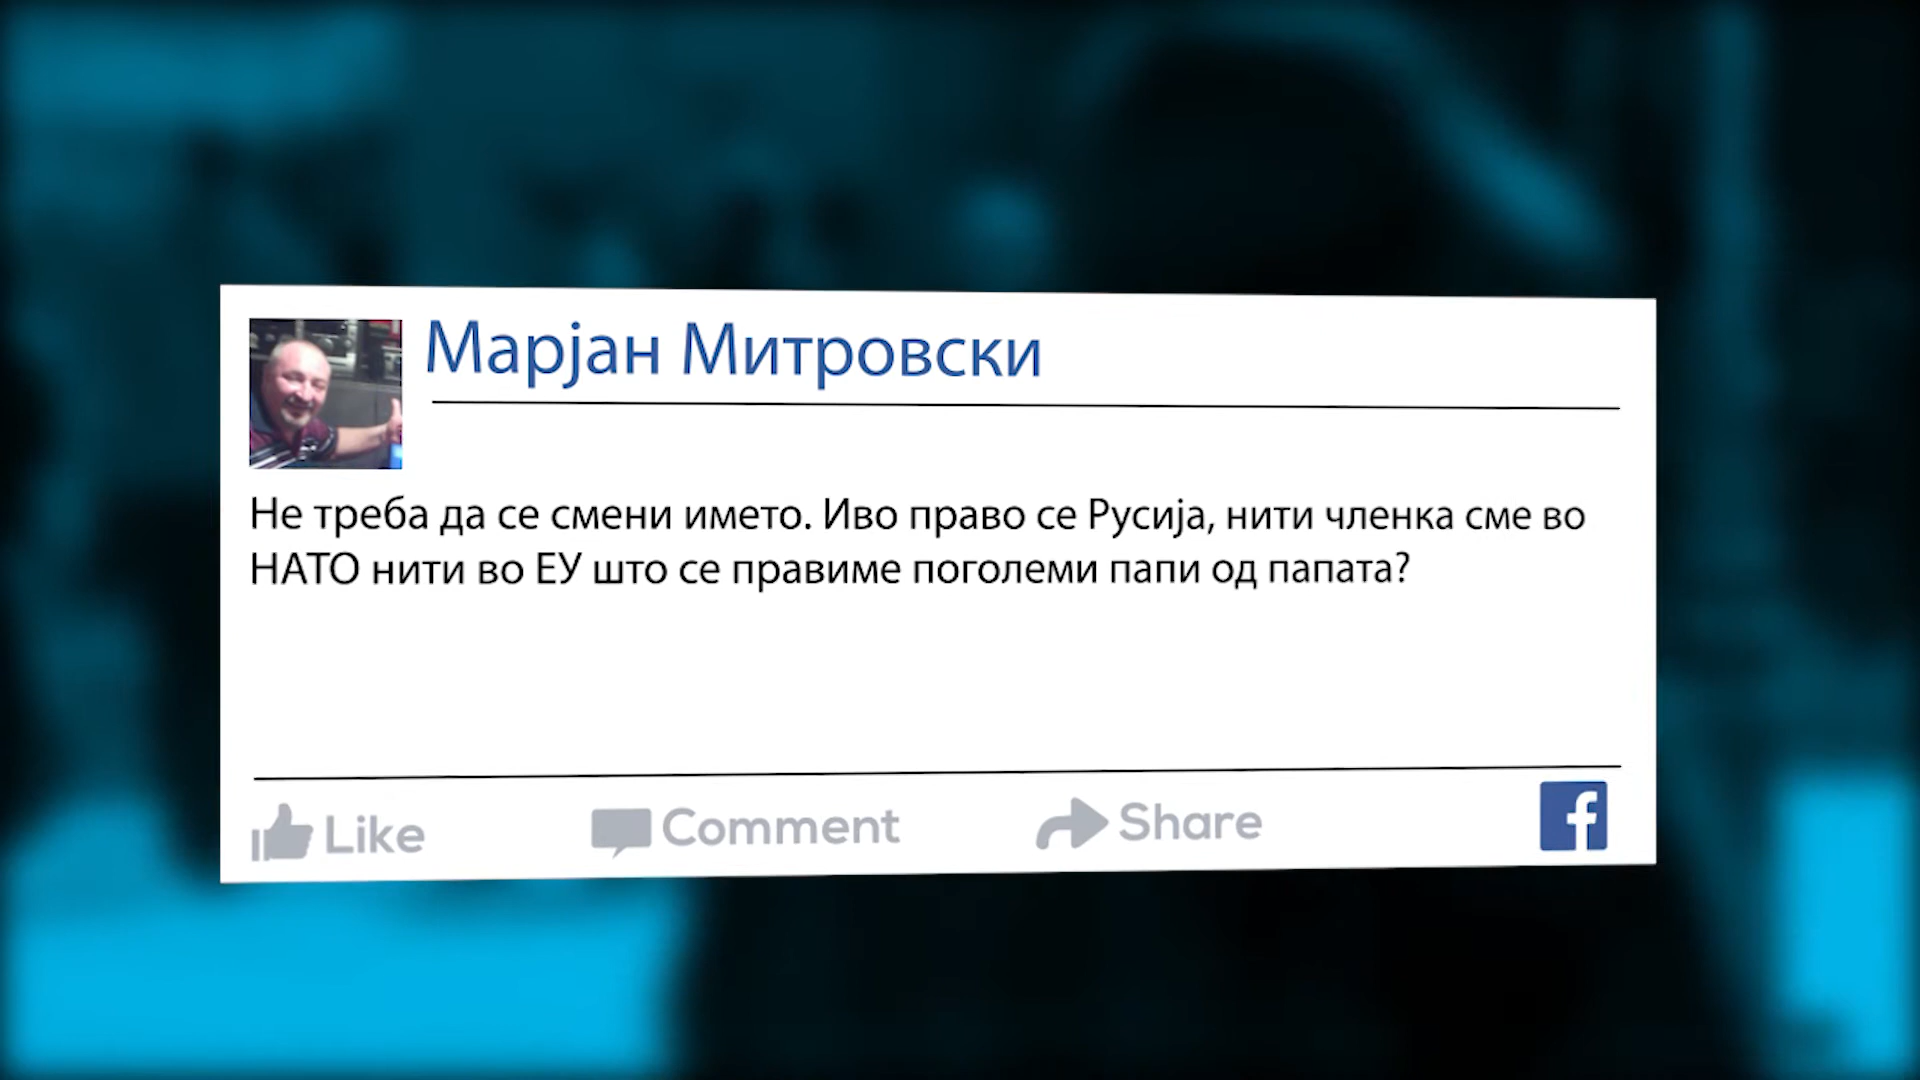 Марјан Митровски
Не треба да се смени името. Иво право се Русија, нити членка сме во
НАТО нити во ЕУ што се правиме поголеми папи од папата?
Like Comment Share f